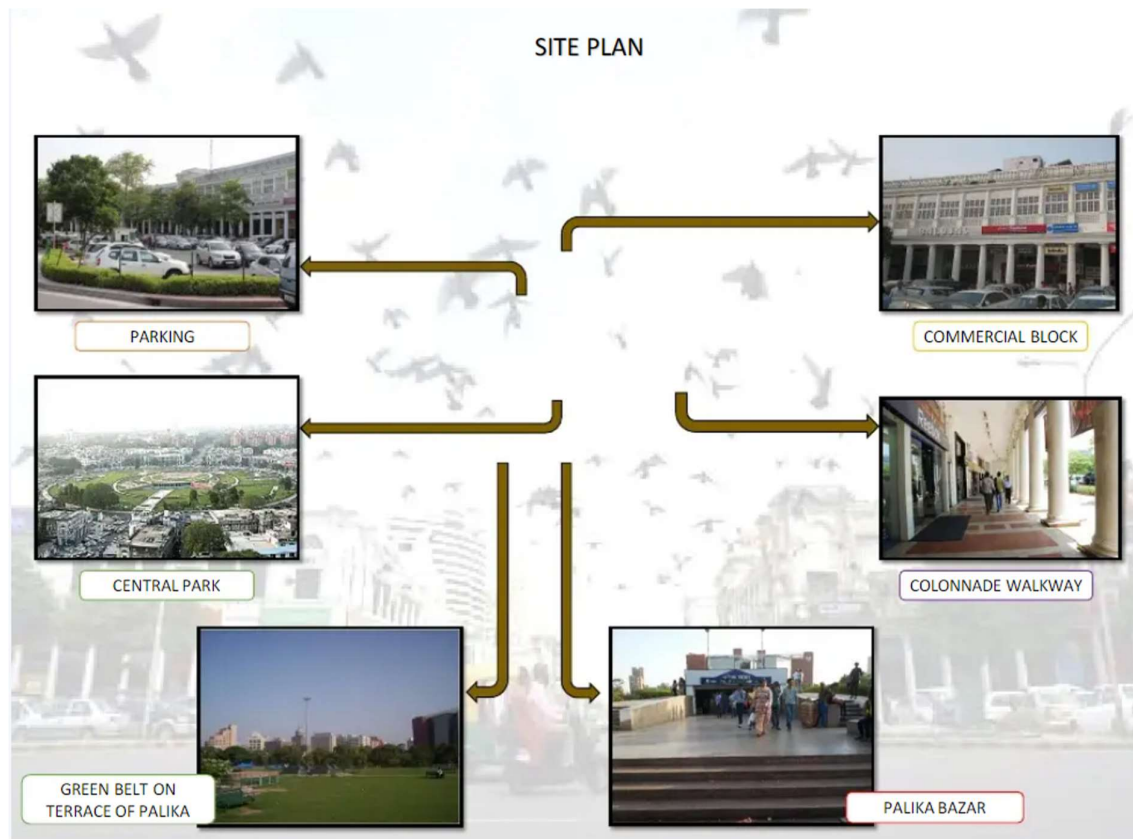 SITE PLAN
PARKING
COMMERCIAL BLOCK
CENTRAL PARK
COLONNADE WALKWAY
GREEN BELT ON
TERRACE OF PALIKA
PALIKA BAZAR